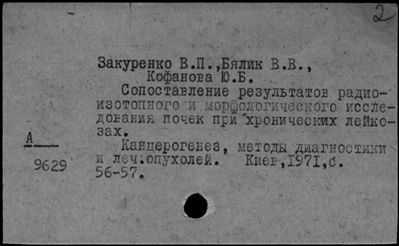 2
Закуренко В.П.,Бялик В.В.,
Кофанова Ю.Б.
Сопоставление результатов радио-
изотопного и морфологического иссле-
дования почек при хронических лейко-
зах.
А
9629
Канцерогенез, методы диагностики
и леч.опухолей. Киев,1971,с.
56-57.